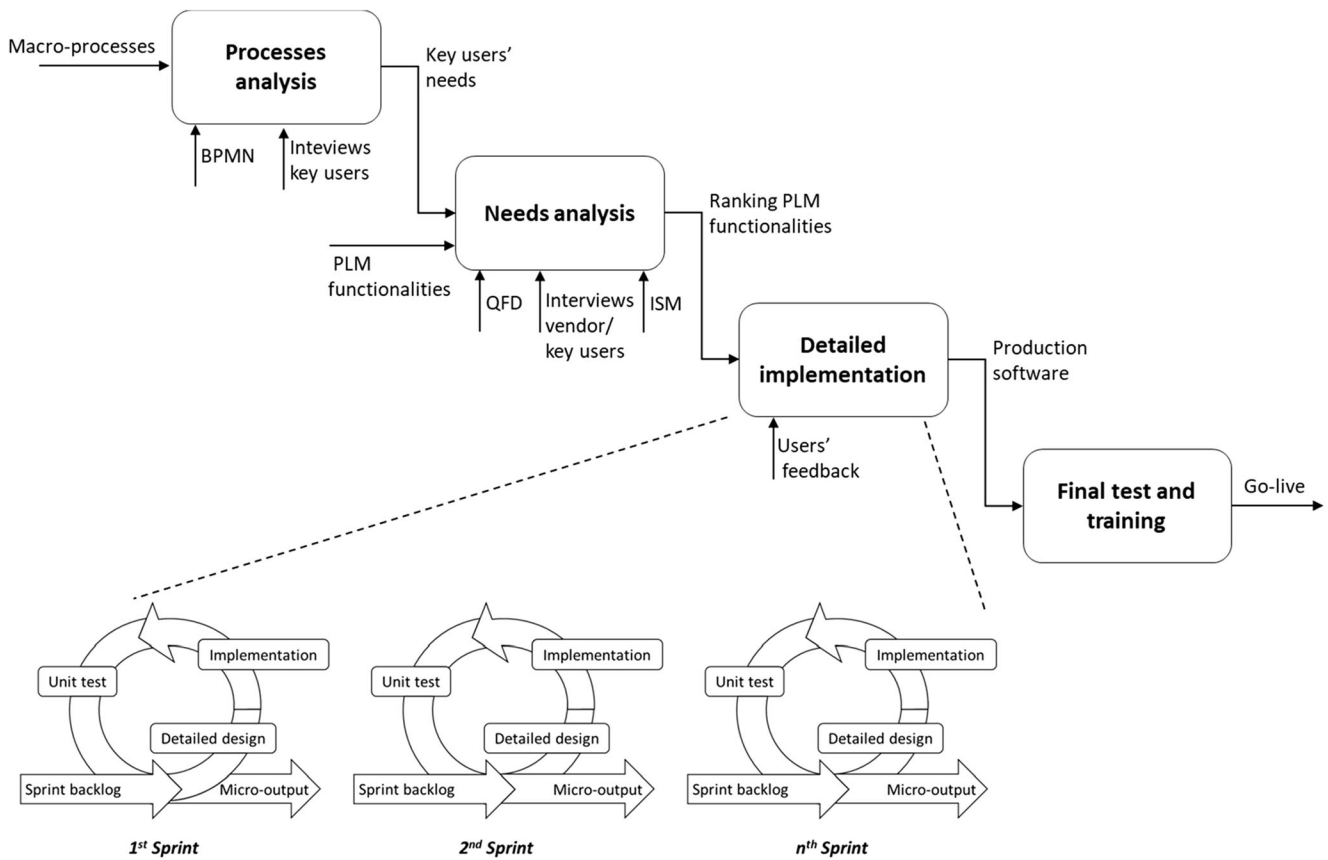 Macro-processes
Processes
analysis
Key users’
needs
BPMN
Inteviews
key users
Needs analysis
PLM
functionalities
Ranking PLM
functionalities
QFD
Interviews
vendor/
key users
ISM
Detailed
implementation
Production
software
Users’
feedback
Final test and
training
Go-live
Implementation
Unit test
Detailed design
Sprint backlog
Micro-output
1st Sprint
Implementation
Unit test
Detailed design
Sprint backlog
Micro-output
2nd Sprint
Implementation
Unit test
Detailed design
Sprint backlog
Micro-output
nth Sprint